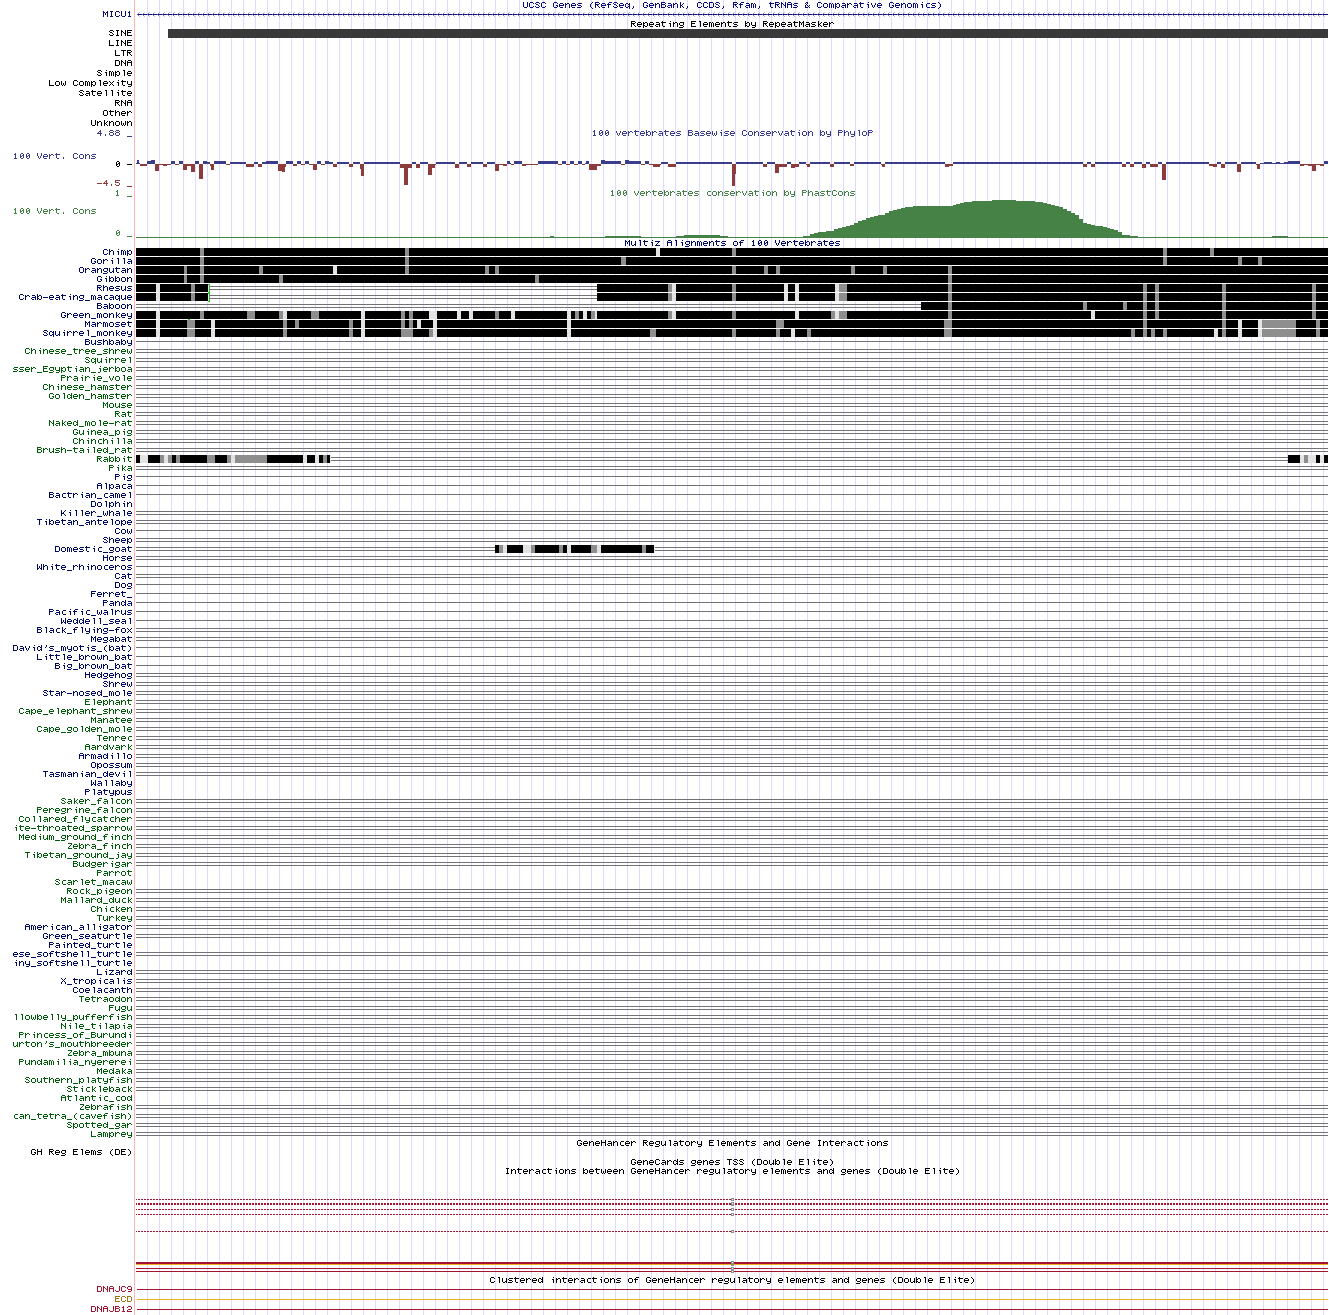 UCSC Genes (RefSeq, GenBank, CCDS, Rfam, tRNAs & Comparative Genomics)
MICU1
Repeating Elements by RepeatMasker
SINE
LINE
LTR
DNA
Simple
Low Complexity
Satellite
RNA
Other
Unknown
4.88 _
100 vertebrates Basewise Conservation by PhyloP
100 Vert. Cons
0 _
-4.5 _
1 _
100 vertebrates conservation by PhastCons
100 Vert. Cons
0 _
Multiz Alignments of 100 Vertebrates
Chimp
Gorilla
Orangutan
Gibbon
Rhesus
Crab-eating_macaque
Baboon
Green_monkey
Marmoset
Squirrel_monkey
Bushbaby
Chinese_tree_shrew
Squirrel
sser_Egyptian_jerboa
Prairie_vole
Chinese_hamster
Golden_hamster
Mouse
Rat
Naked_mole-rat
Guinea_pig
Chinchilla
Brush-tailed_rat
Rabbit
Pika
Pig
Alpaca
Bactrian_camel
Dolphin
Killer_whale
Tibetan_antelope
Cow
Sheep
Domestic_goat
Horse
White_rhinoceros
Cat
Dog
Ferret_
Panda
Pacific_walrus
Weddell_seal
Black_flying-fox
Megabat
David's_myotis_(bat)
Little_brown_bat
Big_brown_bat
Hedgehog
Shrew
Star-nosed_mole
Elephant
Cape_elephant_shrew
Manatee
Cape_golden_mole
Tenrec
Aardvark
Armadillo
Opossum
Tasmanian_devil
Wallaby
Platypus
Saker_falcon
Peregrine_falcon
Collared_flycatcher
ite-throated_sparrow
Medium_ground_finch
Zebra_finch
Tibetan_ground_jay
Budgerigar
Parrot
Scarlet_macaw
Rock_pigeon
Mallard_duck
Chicken
Turkey
American_alligator
Green_seaturtle
Painted_turtle
ese_softshell_turtle
iny_softshell_turtle
Lizard
X_tropicalis
Coelacanth
Tetraodon
Fugu
llowbelly_pufferfish
Nile_tilapia
Princess_of_Burundi
urton's_mouthbreeder
Zebra_mbuna
Pundamilia_nyererei
Medaka
Southern_platyfish
Stickleback
Atlantic_cod
Zebrafish
can_tetra_(cavefish)
Spotted_gar
Lamprey
GeneHancer Regulatory Elements and Gene Interactions
GH Reg Elems (DE)
GeneCards genes TSS (Double Elite)
Interactions between GeneHancer regulatory elements and genes (Double Elite)
Clustered interactions of GeneHancer regulatory elements and genes (Double Elite)
DNAJC9
ECD
DNAJB12